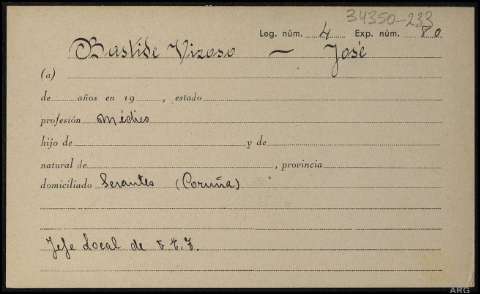 34350-233
Leg. núm. 4 Exp. núm. 80
Bastide Vizoso — José
(a)
de años en 19 , estado
profesión médico
hijo de y de
natural de , provincia
domiciliado Serantes (Coruña)
Jefe Local de F.E.T.
ARG